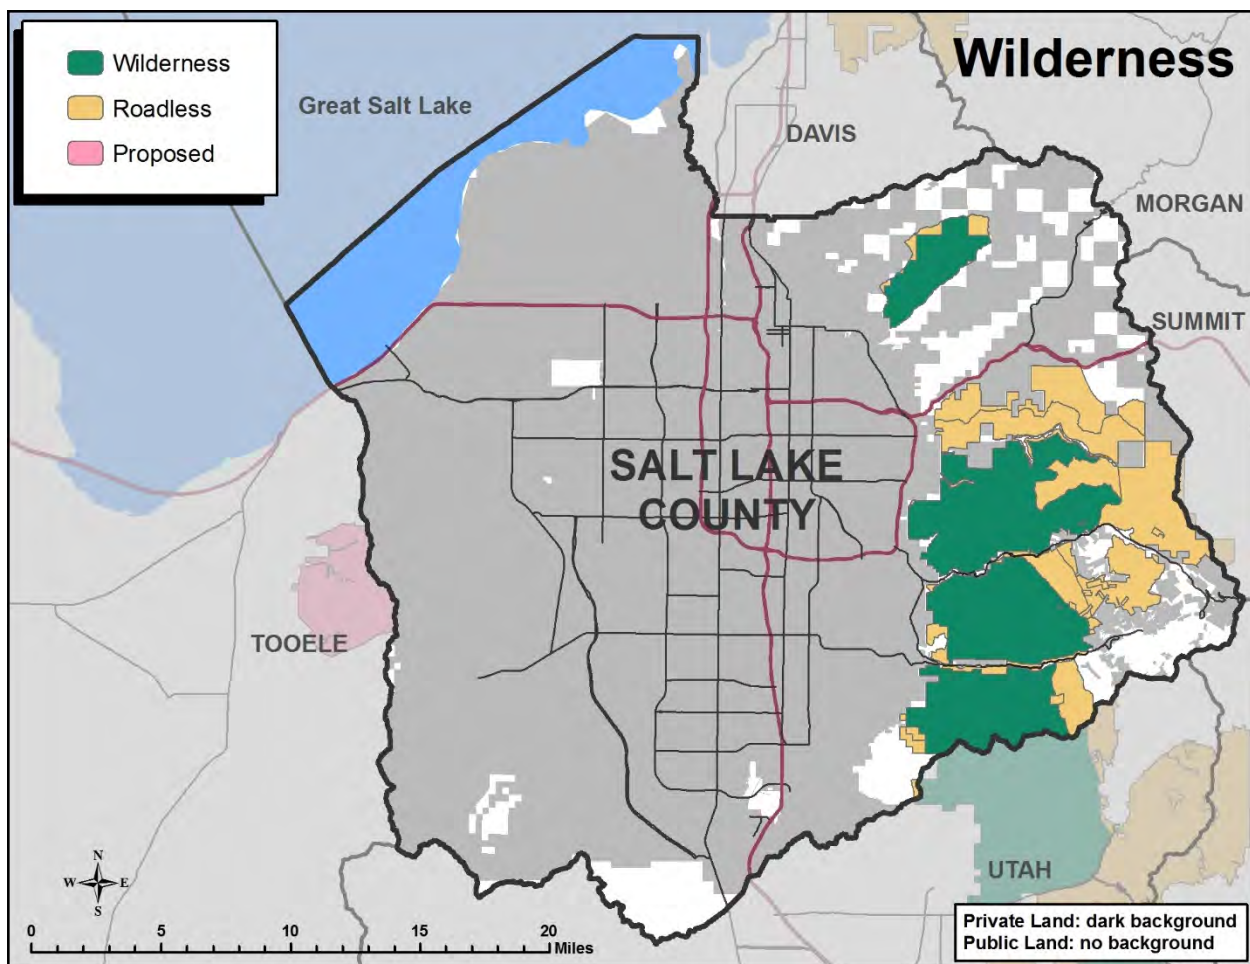 Wilderness
Wilderness
Roadless
Proposed
Great Salt Lake
DAVIS
MORGAN
SUMMIT
SALT LAKE
COUNTY
TOOELE
UTAH
N
W E
S
0 5 10 15 20
Miles
Private Land: dark background
Public Land: no background